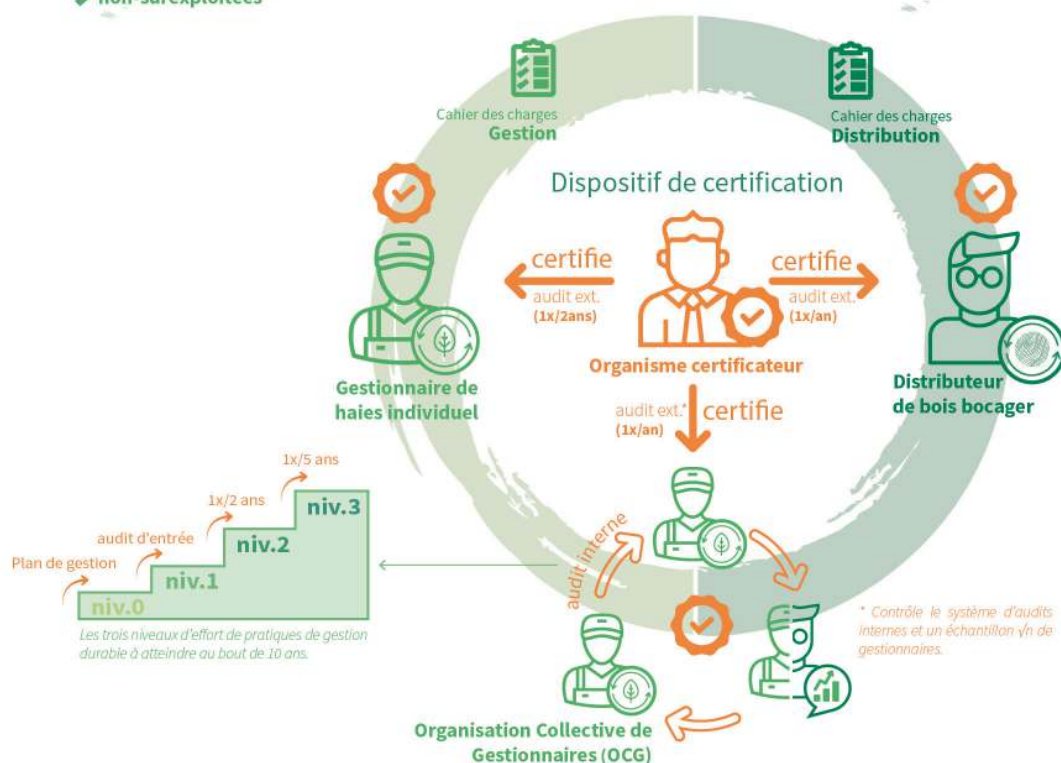 non-surexploitées
Cahier des charges
Gestion
Cahier des charges
Distribution
Dispositif de certification
certifie
audit ext.
(1x/2ans)
certifie
audit ext.
(1x/an)
Organisme certificateur
Gestionnaire de
haies individuel
Distributeur
de bois bocager
audit ext.*
(1x/an)
certifie
1x/5 ans
1x/2 ans
audit d'entrée
Plan de gestion
niv.3
niv.2
niv.1
niv.0
Les trois niveaux d'effort de pratiques de gestion
durable à atteindre au bout de 10 ans.
audit interne
* Contrôle le système d'audits
internes et un échantillon √n de
gestionnaires.
Organisation Collective de
Gestionnaires (OCG)